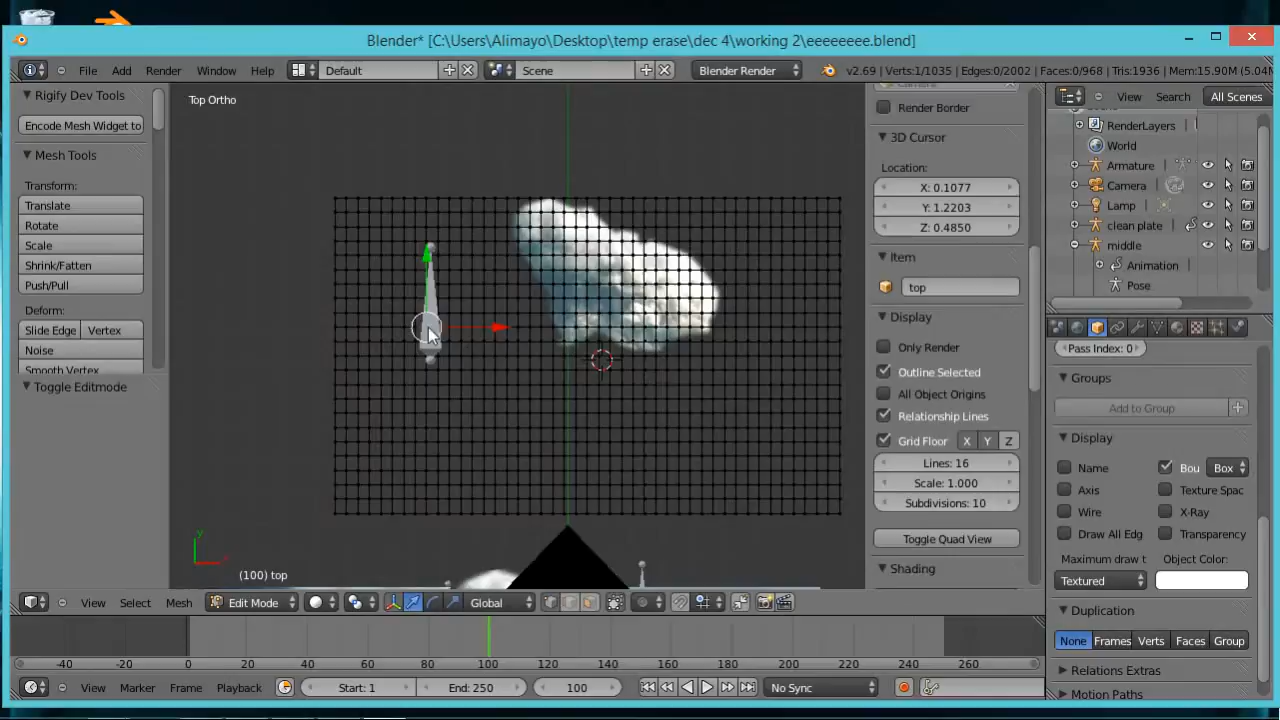 Blender* [C:\Users\Alimayo\Desktop\temp erase\dec 4\working 2\eeeeeeee.blend]
File Add Render Window Help Default Scene Blender Render v2.69 | Verts:1/1035 | Edges:0/2002 | Faces:0/968 | Tris:1936 | Mem:15.90M (5.04M
Rigify Dev Tools
Encode Mesh Widget to
Mesh Tools
Transform:
Translate
Rotate
Scale
Shrink/Fatten
Push/Pull
Deform:
Slide Edge Vertex
Noise
Smooth Vertex
Toggle Editmode
Top Ortho
y
x
(100) top
Render Border
3D Cursor
Location:
X: 0.1077
Y: 1.2203
Z: 0.4850
Item
top
Display
Only Render
Outline Selected
All Object Origins
Relationship Lines
Grid Floor X Y Z
Lines: 16
Scale: 1.000
Subdivisions: 10
Toggle Quad View
Shading
View Search All Scenes
RenderLayers
World
Armature
Camera
Lamp
clean plate
middle
Animation
Pose
Pass Index: 0
Groups
Add to Group
Display
Name Bou Box
Axis Texture Spac
Wire X-Ray
Draw All Edg Transparency
Maximum draw t Object Color:
Textured
Duplication
None Frames Verts Faces Group
Relations Extras
Motion Paths
View Select Mesh Edit Mode Global
-40 -20 0 20 40 60 80 100 120 140 160 180 200 220 240 260
View Marker Frame Playback Start: 1 End: 250 100 No Sync